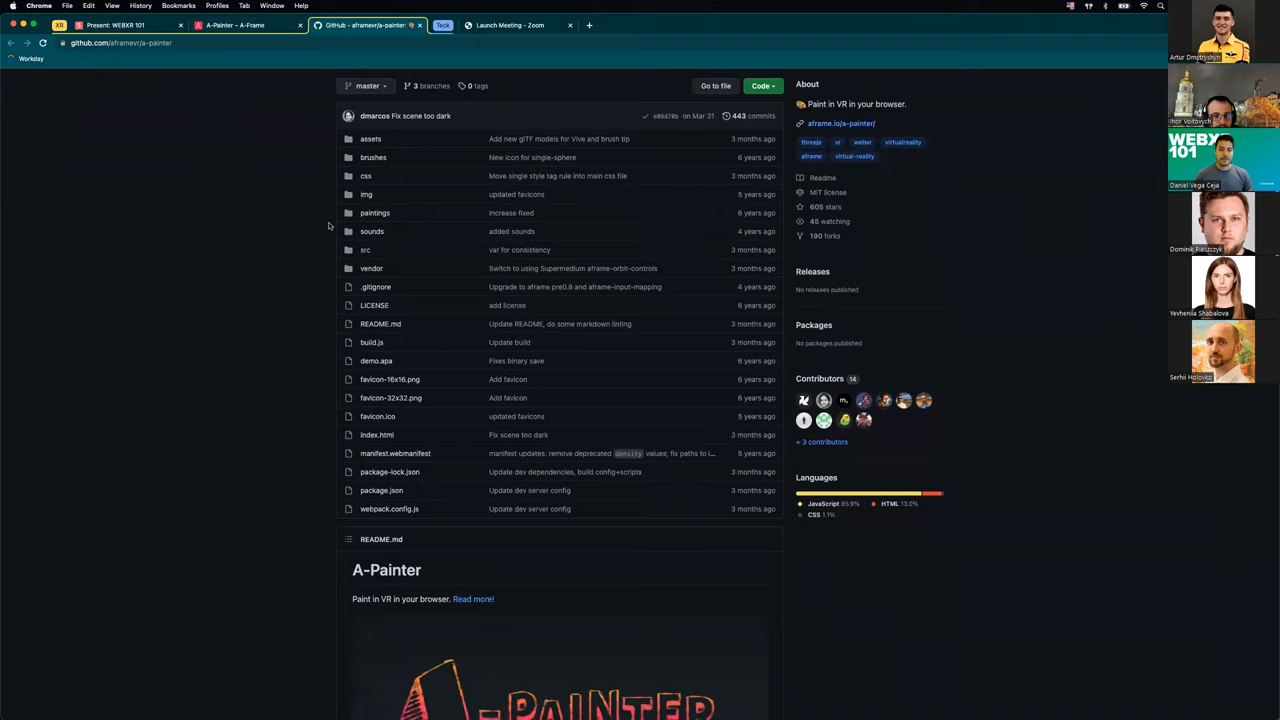 Chrome File Edit View History Bookmarks Profiles Tab Window Help
XR Present: WEBXR 101 A-Painter – A-Frame GitHub - aframevr/a-painter: Teck Launch Meeting - Zoom
github.com/aframevr/a-painter
Workday
master 3 branches 0 tags Go to file Code
dmarcos Fix scene too dark e09d70b on Mar 31 443 commits
assets Add new glTF models for Vive and brush tip 3 months ago
brushes New icon for single-sphere 6 years ago
css Move single style tag rule into main css file 3 months ago
img updated favicons 5 years ago
paintings Increase fixed 6 years ago
sounds added sounds 4 years ago
src var for consistency 3 months ago
vendor Switch to using Supermedium aframe-orbit-controls 3 months ago
.gitignore Upgrade to aframe pre0.8 and aframe-input-mapping 4 years ago
LICENSE add license 6 years ago
README.md Update README, do some markdown linting 3 months ago
build.js Update build 3 months ago
demo.apa Fixes binary save 6 years ago
favicon-16x16.png Add favicon 6 years ago
favicon-32x32.png Add favicon 6 years ago
favicon.ico updated favicons 5 years ago
index.html Fix scene too dark 3 months ago
manifest.webmanifest manifest updates: remove deprecated density values; fix paths to i... 5 years ago
package-lock.json Update dev dependencies, build config+scripts 3 months ago
package.json Update dev server config 3 months ago
webpack.config.js Update dev server config 3 months ago
README.md
A-Painter
Paint in VR in your browser. Read more!
A-PAINTER
About
Paint in VR in your browser.
aframe.io/a-painter/
threejs vr webvr virtualreality
aframe virtual-reality
Readme
MIT license
605 stars
45 watching
190 forks
Releases
No releases published
Packages
No packages published
Contributors 14
+ 3 contributors
Languages
JavaScript 85.9% HTML 13.0%
CSS 1.1%
Artur Dmytryshyn
Ihor Voitovych
WEBXR
101
Daniel Vega Ceja
Dominik Piaszczyk
Yevheniia Shabalova
Serhii Holovko